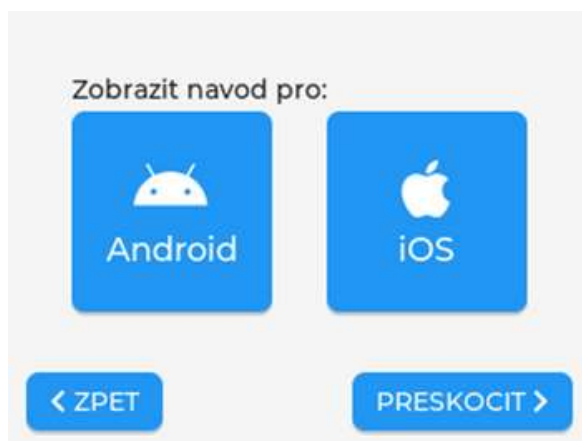 Zobrazit navod pro:
Android
iOS
ZPET
PRESKOCIT